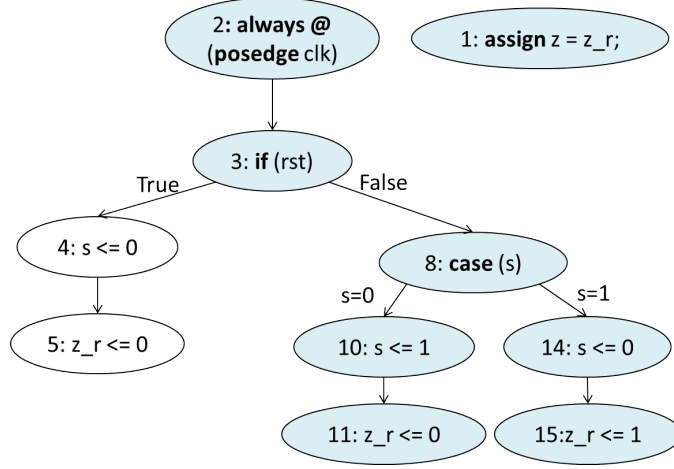 2: always @
(posedge clk)
1: assign z = z_r;
3: if (rst)
True
False
4: s <= 0
8: case (s)
s=0
s=1
5: z_r <= 0
10: s <= 1
14: s <= 0
11: z_r <= 0
15:z_r <= 1